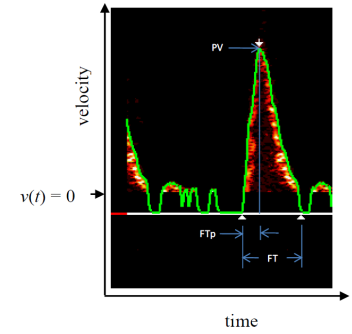 PV
velocity
v(t) = 0
FTp
FT
time